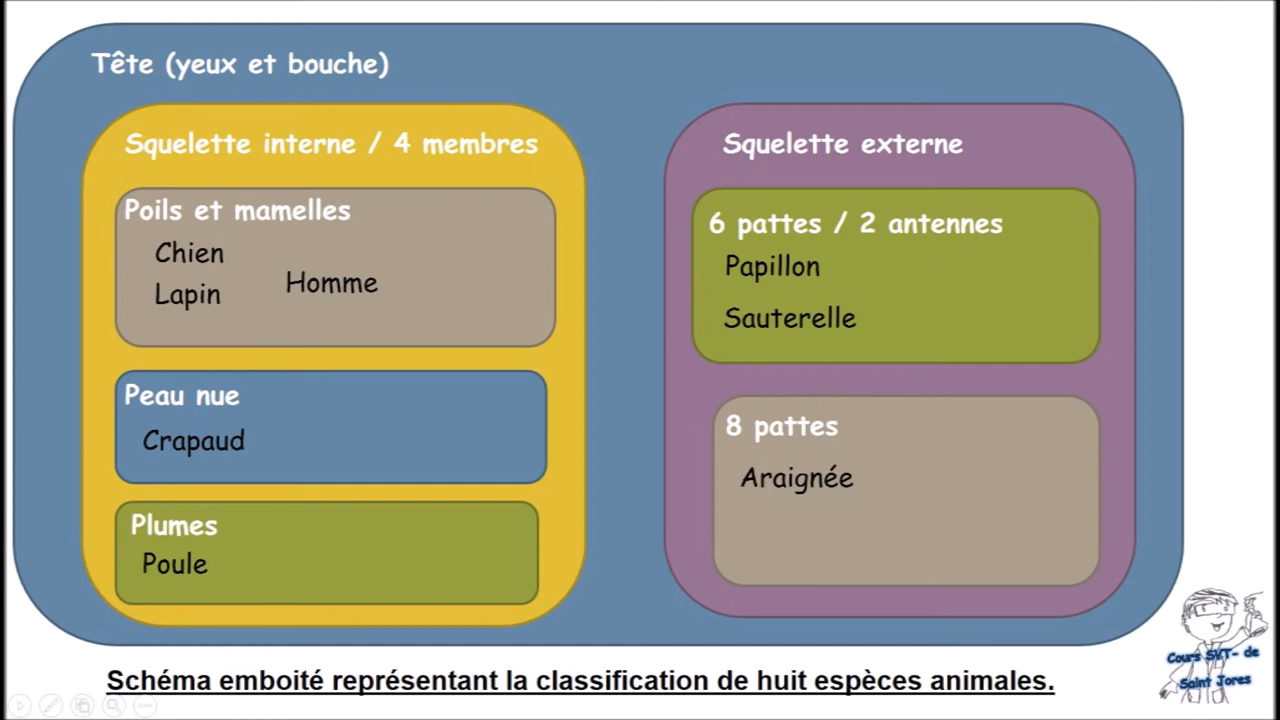 Tête (yeux et bouche)
Squelette interne / 4 membres
Poils et mamelles
Chien
Homme
Lapin
Peau nue
Crapaud
Plumes
Poule
Squelette externe
6 pattes / 2 antennes
Papillon
Sauterelle
8 pattes
Araignée
Schéma emboité représentant la classification de huit espèces animales.
Cours SVT- de
Saint Jores